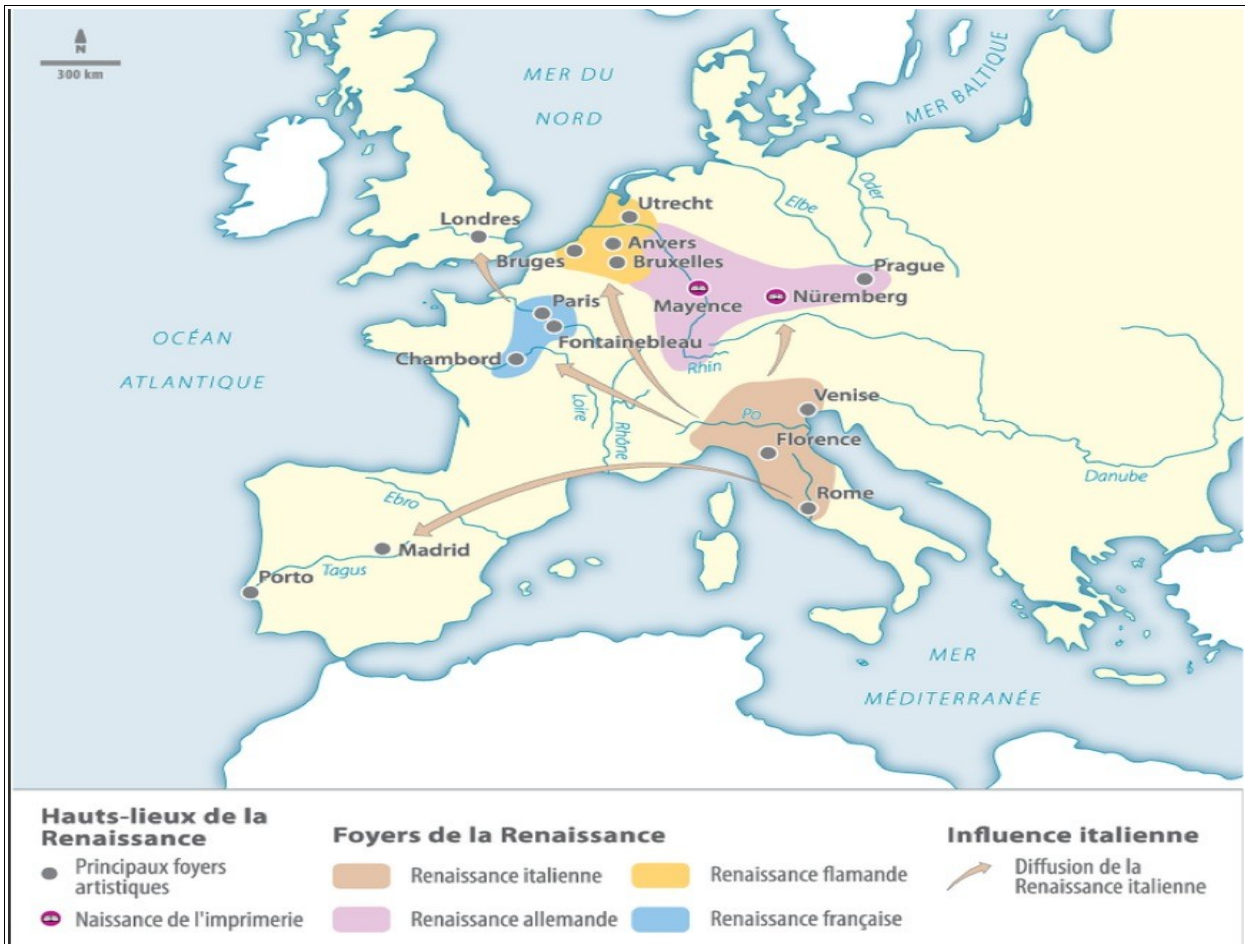 N
300 km
MER DU
NORD
MER BALTIQUE
Oder
Elbe
Utrecht
Londres
Anvers
Bruges
Bruxelles
Prague
Mayence
Nüremberg
Paris
Fontainebleau
Chambord
OCÉAN
ATLANTIQUE
Rhin
Loire
Rhône
Po
Venise
Florence
Danube
Rome
Ebro
Madrid
Tagus
Porto
MER
MÉDITERRANÉE
Hauts-lieux de la
Renaissance
Principaux foyers
artistiques
Naissance de l'imprimerie
Foyers de la Renaissance
Renaissance italienne
Renaissance flamande
Renaissance allemande
Renaissance française
Influence italienne
Diffusion de la
Renaissance italienne